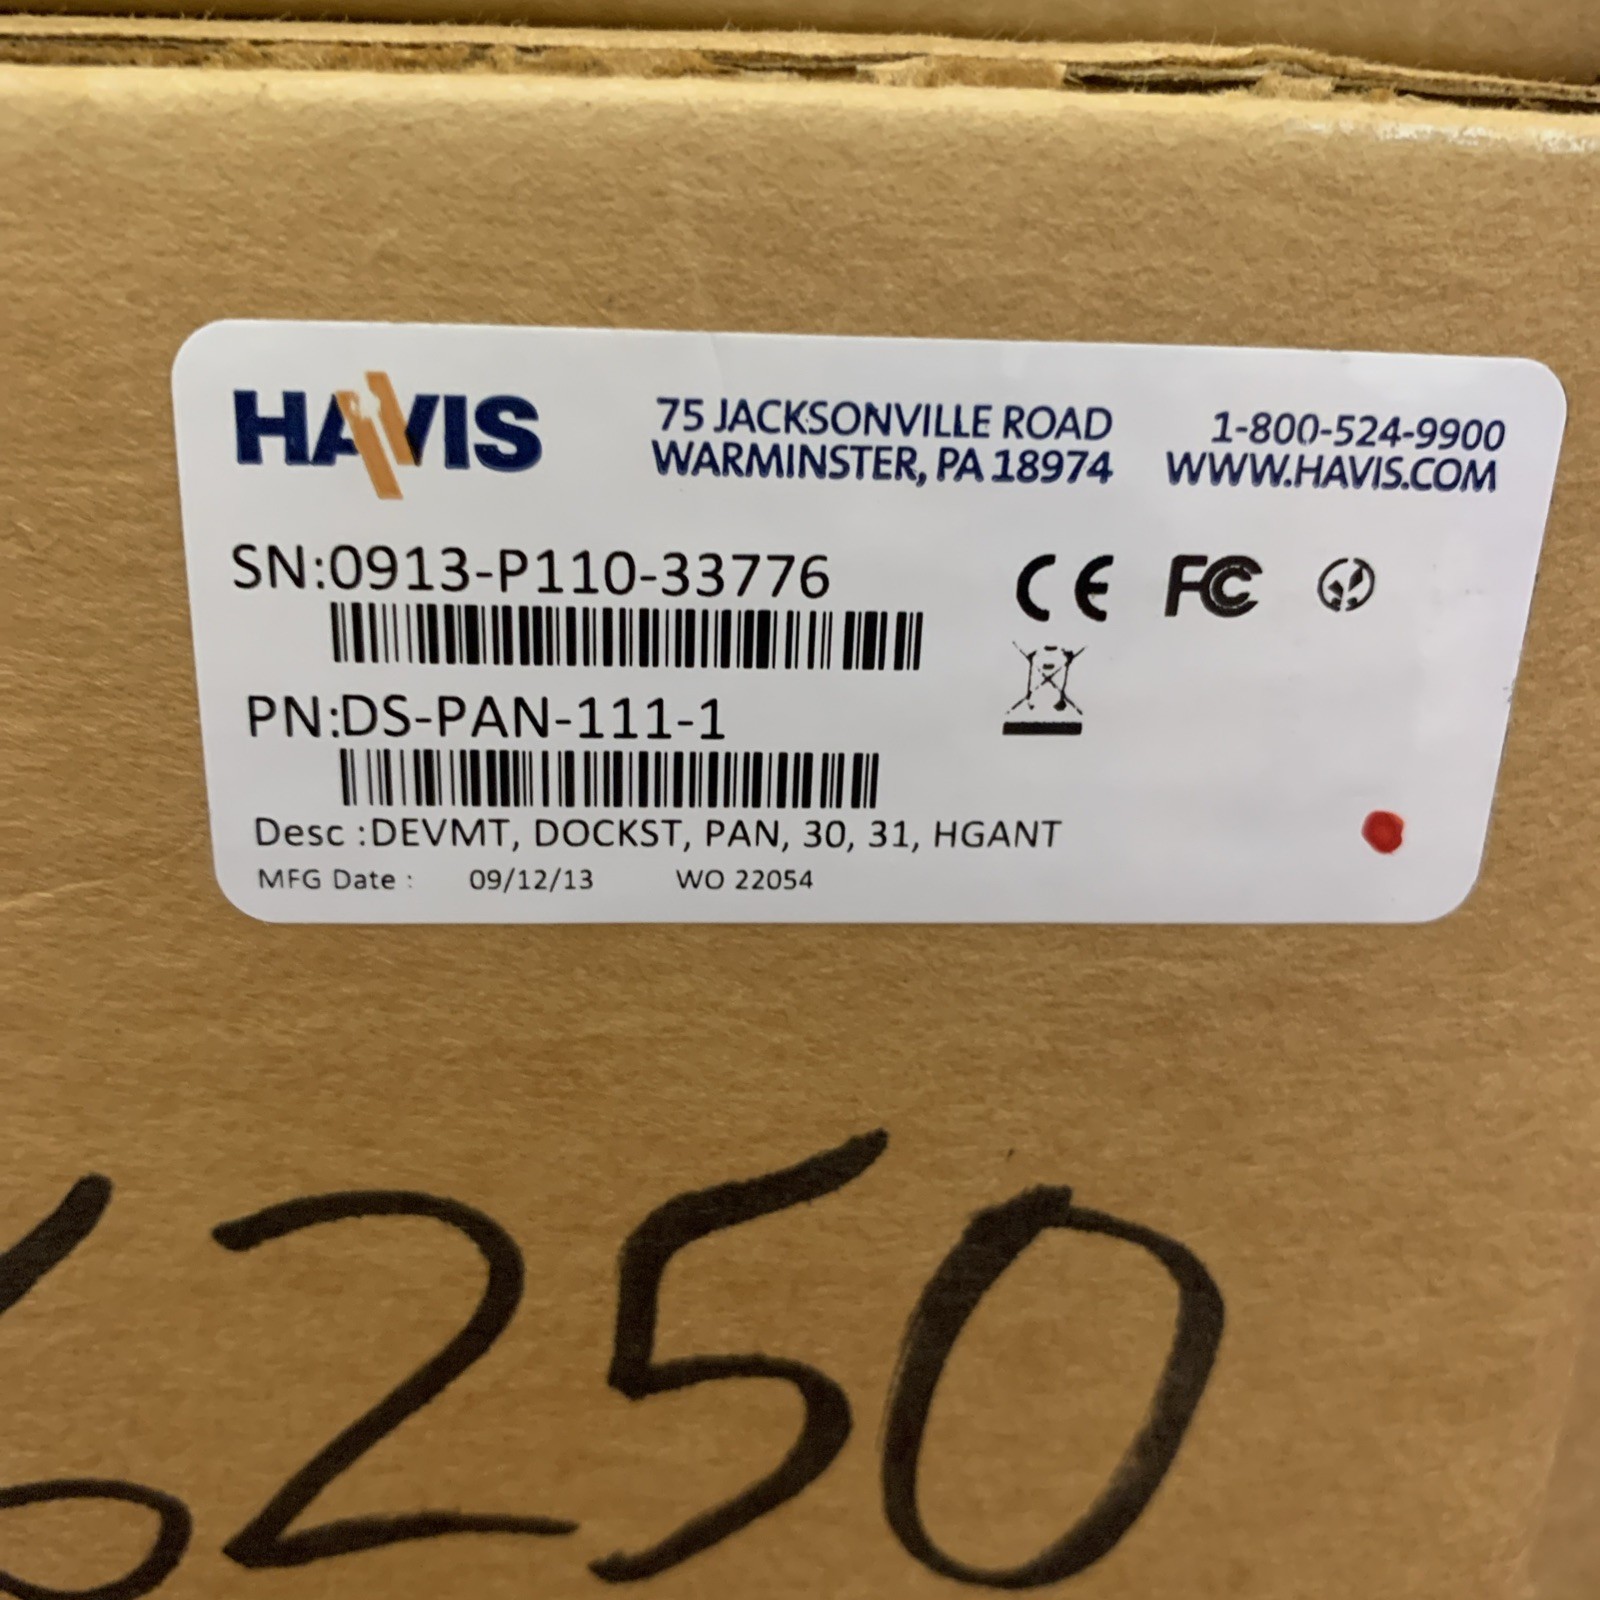 HAVIS
75 JACKSONVILLE ROAD
WARMINSTER, PA 18974
1-800-524-9900
WWW.HAVIS.COM
SN:0913-P110-33776
CE FC
PN:DS-PAN-111-1
Desc :DEVMT, DOCKST, PAN, 30, 31, HGANT
MFG Date : 09/12/13 WO 22054
6250